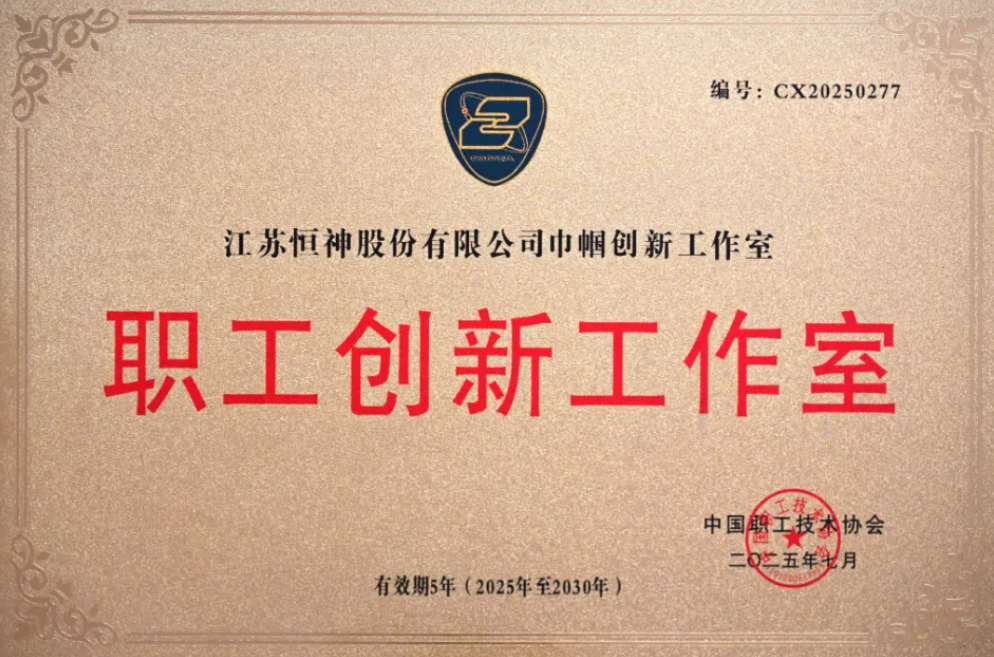 编号：CX20250277
江苏恒神股份有限公司巾帼创新工作室
职工创新工作室
中国职工技术协会
二〇二五年七月
有效期5年（2025年至2030年）